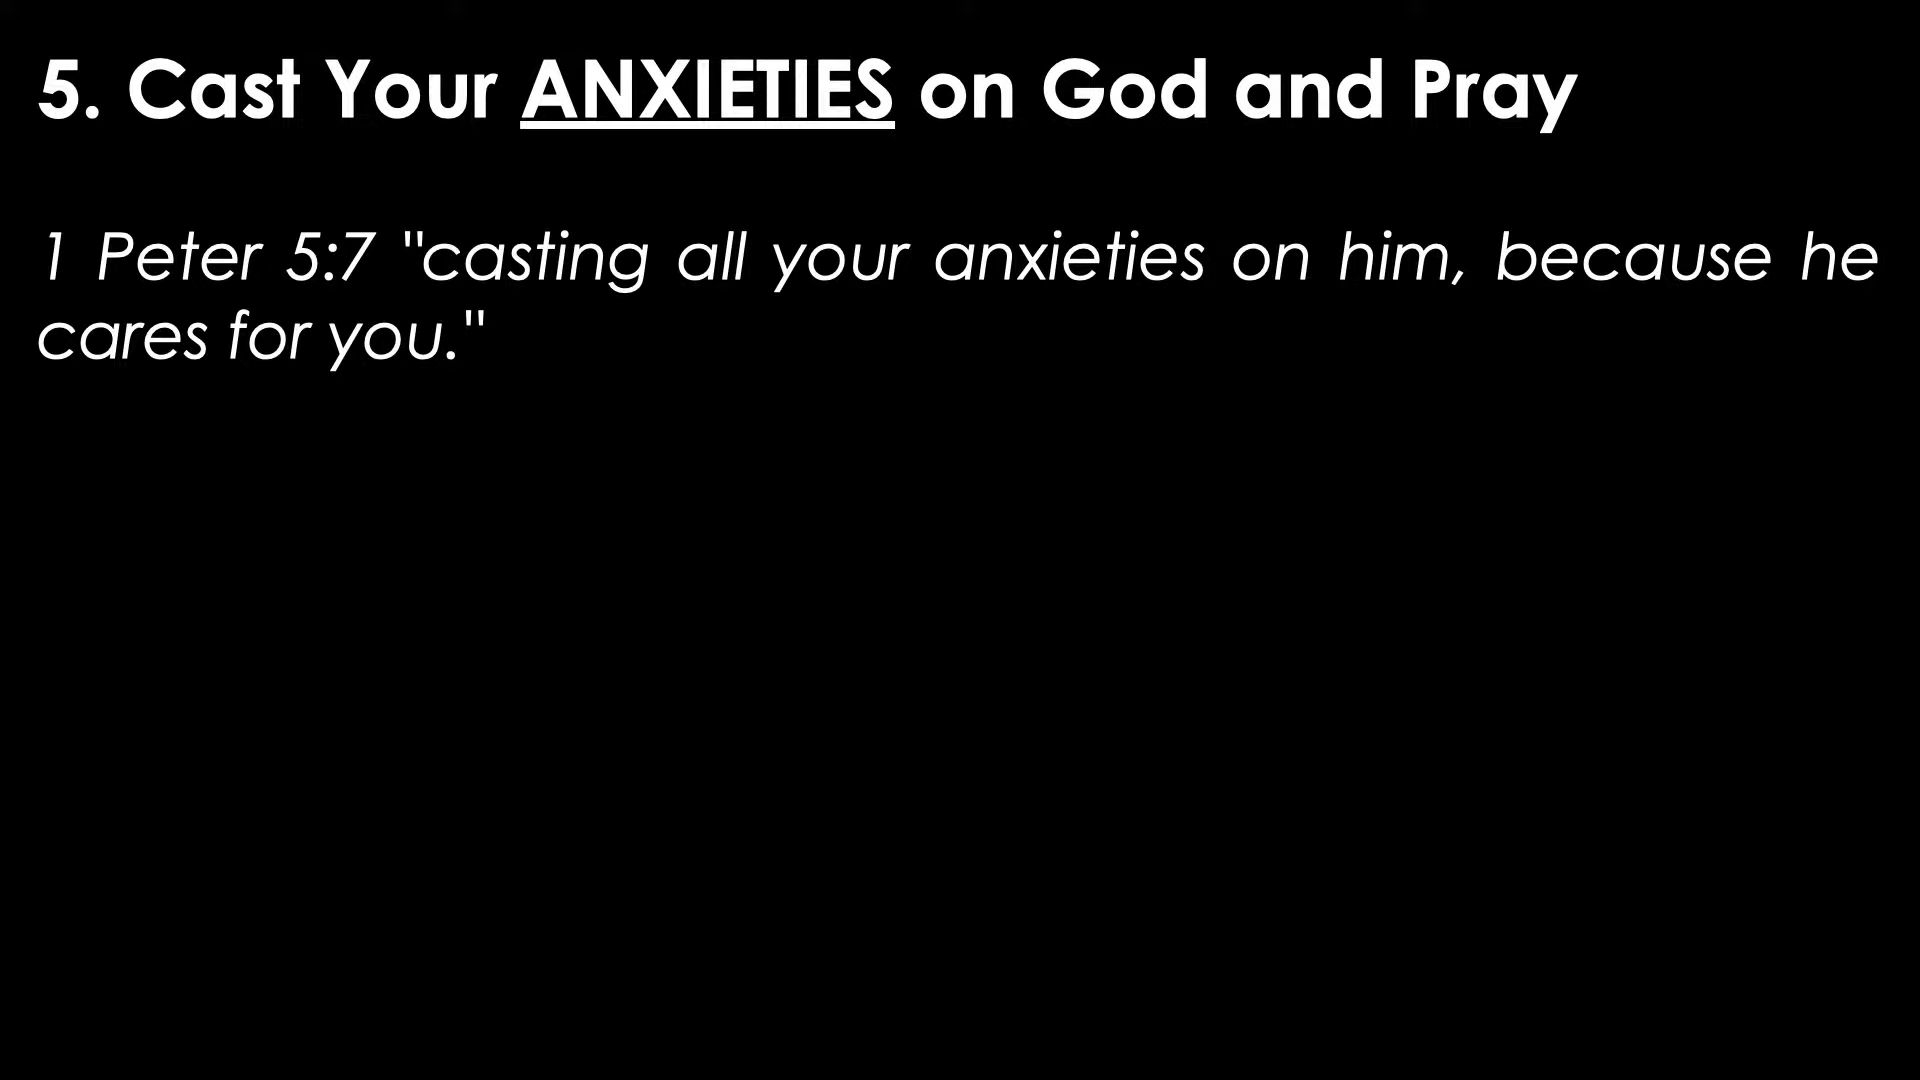 5. Cast Your ANXIETIES on God and Pray
1 Peter 5:7 "casting all your anxieties on him, because he
cares for you."